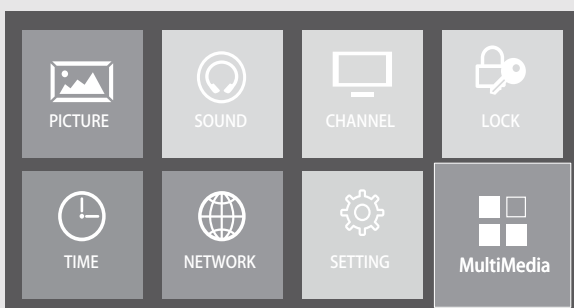 PICTURE
SOUND
CHANNEL
LOCK
TIME
NETWORK
SETTING
MultiMedia